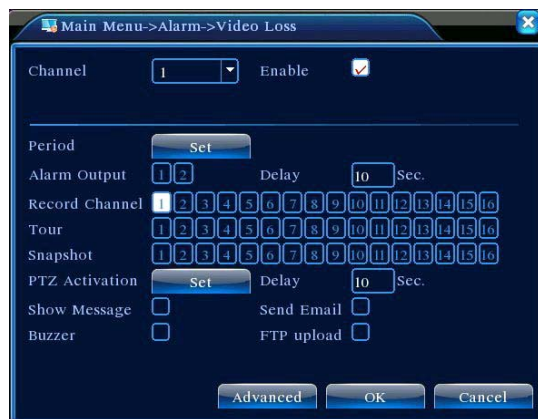 Main Menu->Alarm->Video Loss
Channel 1 Enable
Period Set
Alarm Output 1 2 Delay 10 Sec.
Record Channel 1 2 3 4 5 6 7 8 9 10 11 12 13 14 15 16
Tour 1 2 3 4 5 6 7 8 9 10 11 12 13 14 15 16
Snapshot 1 2 3 4 5 6 7 8 9 10 11 12 13 14 15 16
PTZ Activation Set Delay 10 Sec.
Show Message Send Email
Buzzer FTP upload
Advanced OK Cancel